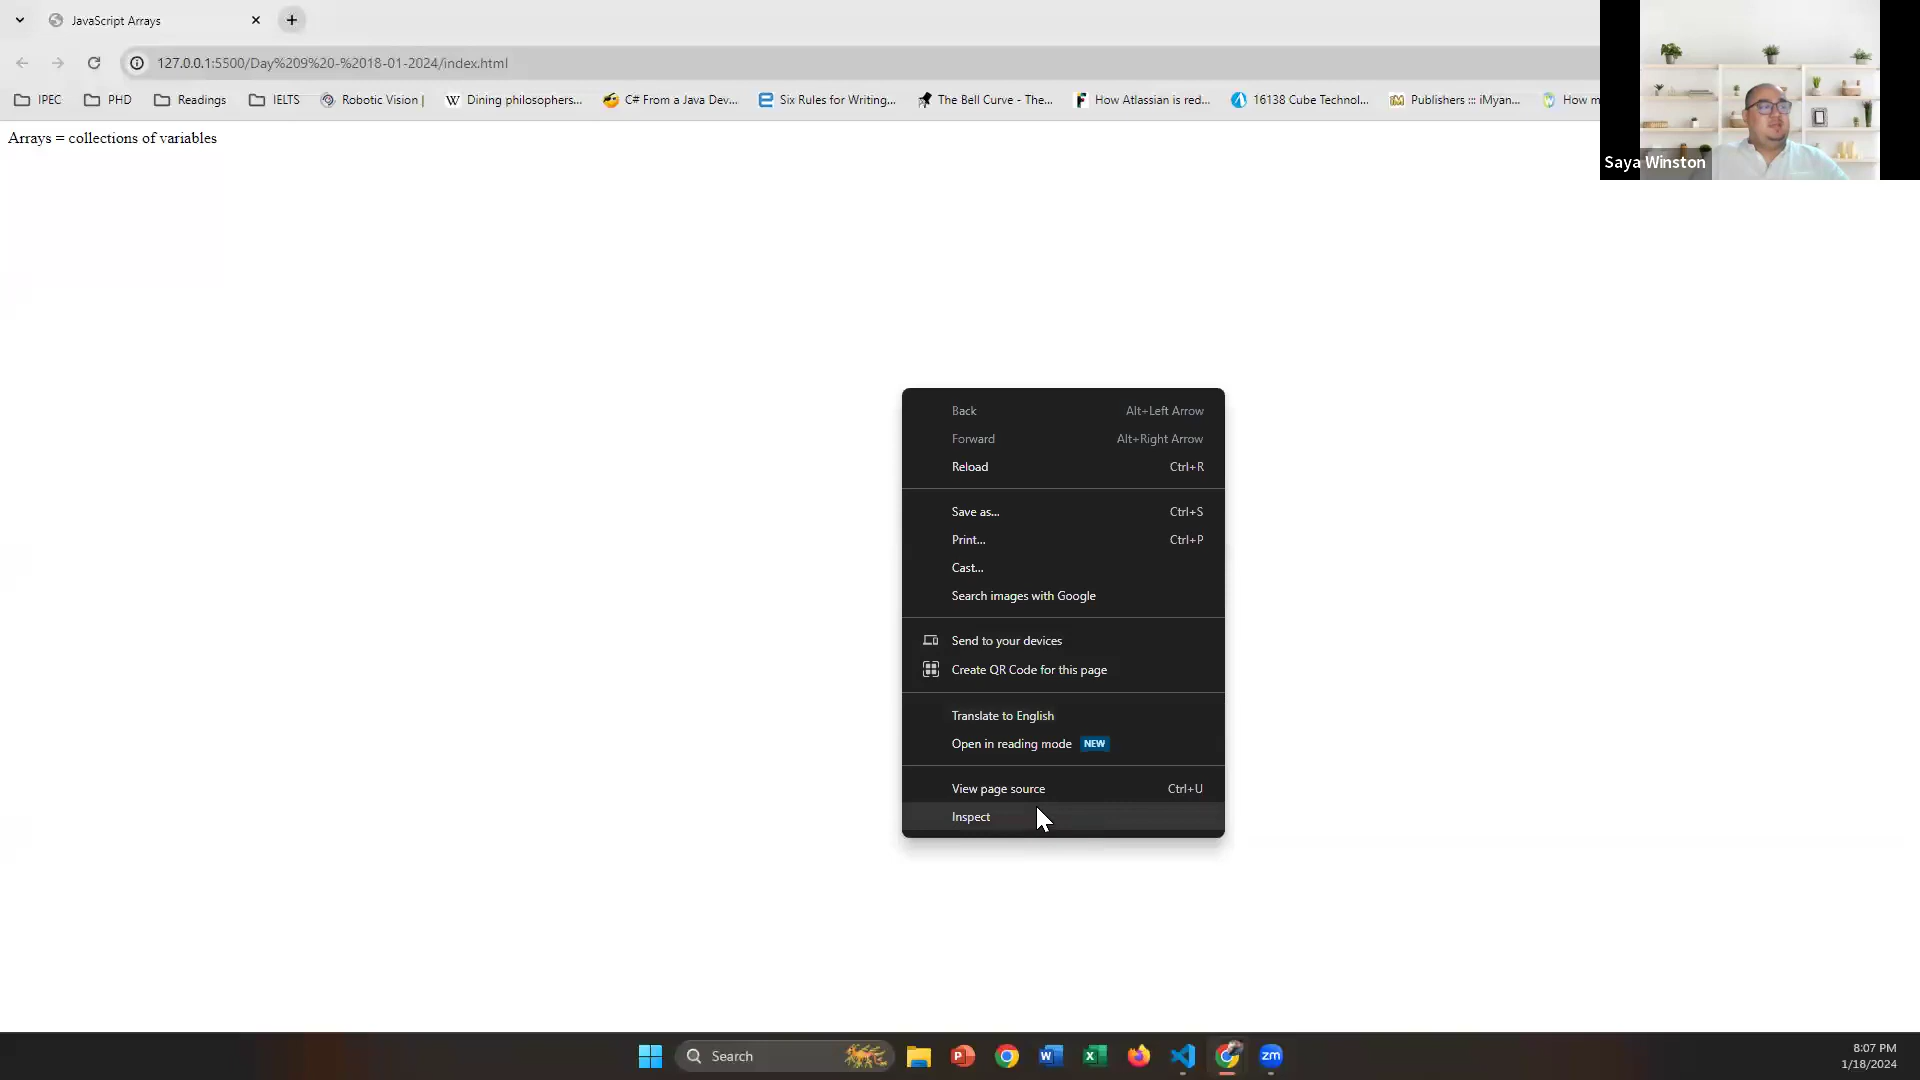 JavaScript Arrays
127.0.0.1:5500/Day%209%20-%2018-01-2024/index.html
IPEC
PHD
Readings
IELTS
Robotic Vision |
Dining philosophers...
C# From a Java Dev...
Six Rules for Writing...
The Bell Curve - The...
How Atlassian is red...
16138 Cube Technol...
Publishers ::: iMyan...
How m
Saya Winston
Arrays = collections of variables
Back Alt+Left Arrow
Forward Alt+Right Arrow
Reload Ctrl+R
Save as... Ctrl+S
Print... Ctrl+P
Cast...
Search images with Google
Send to your devices
Create QR Code for this page
Translate to English
Open in reading mode NEW
View page source Ctrl+U
Inspect
Search
P
W
X
zm
8:07 PM
1/18/2024